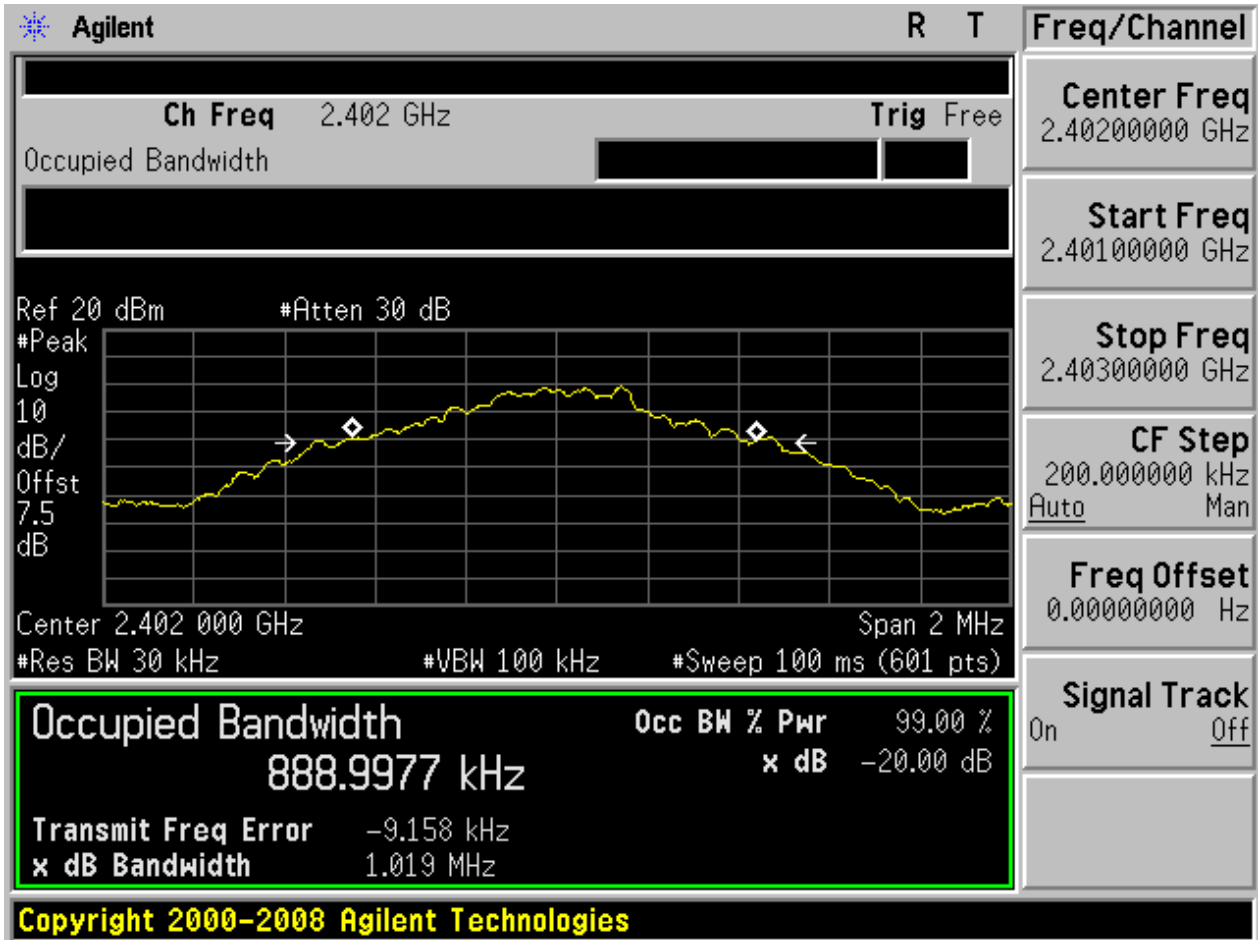 Agilent R T
Freq/Channel
Ch Freq 2.402 GHz Trig Free
Occupied Bandwidth
Center Freq
2.40200000 GHz
Start Freq
2.40100000 GHz
Stop Freq
2.40300000 GHz
CF Step
200.000000 kHz
Auto Man
Freq Offset
0.00000000 Hz
Signal Track
On Off
Ref 20 dBm #Atten 30 dB
#Peak
Log
10
dB/
Offst
7.5
dB
Center 2.402 000 GHz Span 2 MHz
#Res BW 30 kHz #VBW 100 kHz #Sweep 100 ms (601 pts)
Occupied Bandwidth
888.9977 kHz
Occ BW % Pwr 99.00 %
x dB -20.00 dB
Transmit Freq Error -9.158 kHz
x dB Bandwidth 1.019 MHz
Copyright 2000-2008 Agilent Technologies